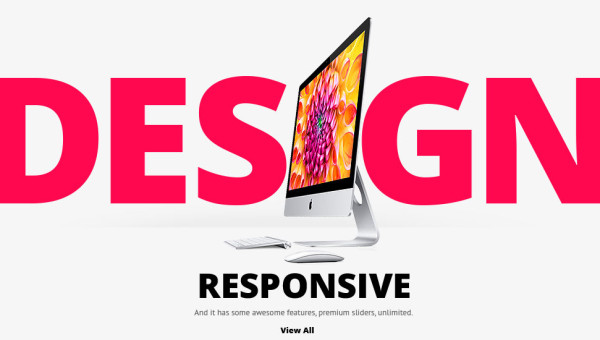 DESIGN
RESPONSIVE
And it has some awesome features, premium sliders, unlimited.
View All